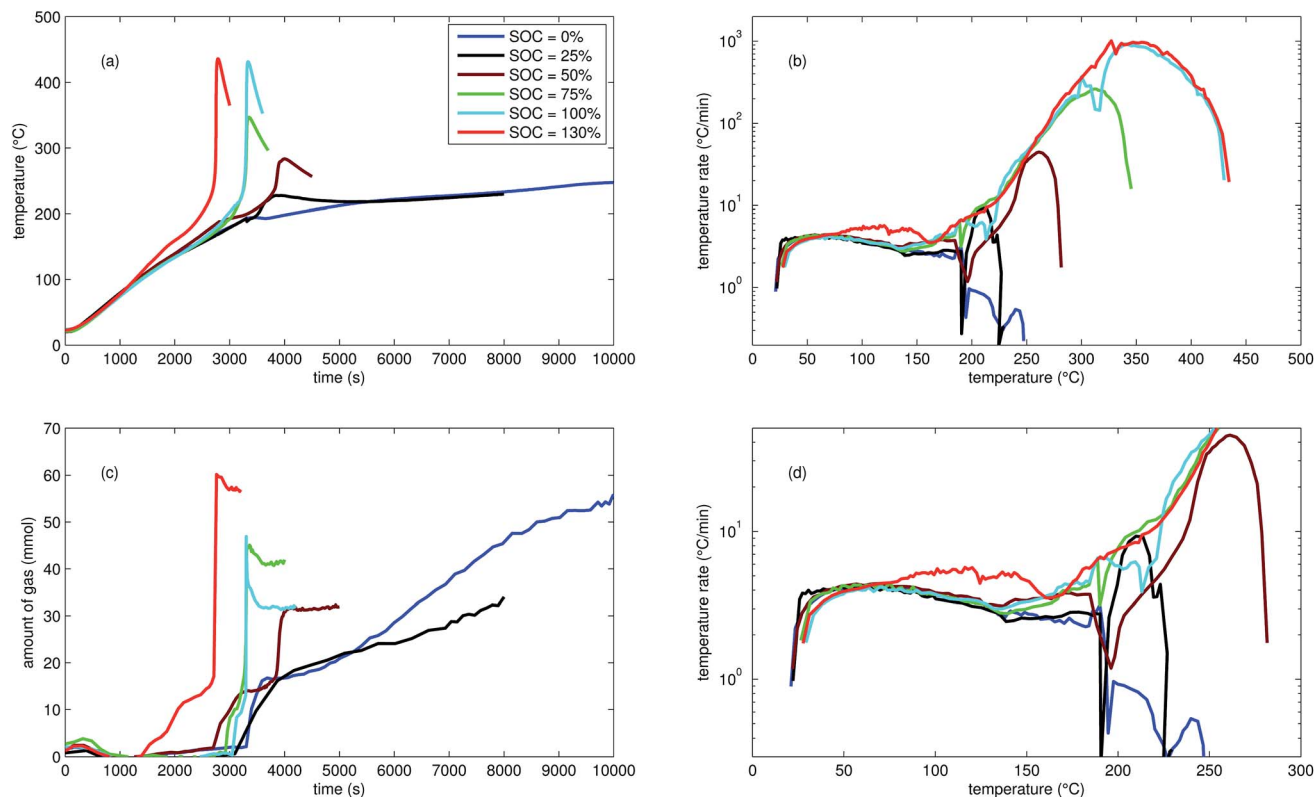 (a)
500
400
300
200
100
0
temperature (°C)
0 1000 2000 3000 4000 5000 6000 7000 8000 9000 10000
time (s)
SOC = 0%
SOC = 25%
SOC = 50%
SOC = 75%
SOC = 100%
SOC = 130%
(b)
10³
10²
10¹
10⁰
temperature rate (°C/min)
0 50 100 150 200 250 300 350 400 450 500
temperature (°C)
(c)
70
60
50
40
30
20
10
0
amount of gas (mmol)
0 1000 2000 3000 4000 5000 6000 7000 8000 9000 10000
time (s)
(d)
10¹
10⁰
temperature rate (°C/min)
0 50 100 150 200 250 300
temperature (°C)